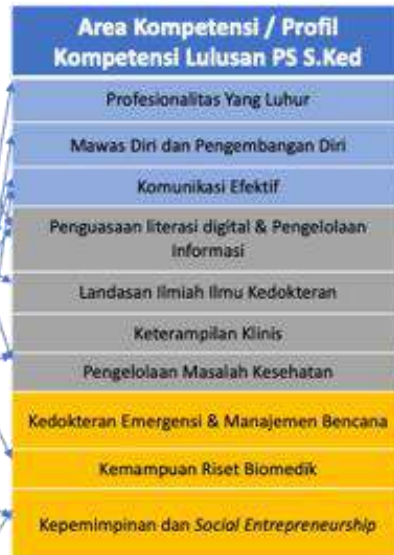 Area Kompetensi / Profil
Kompetensi Lulusan PS S.Ked
Profesionalitas Yang Luhur
Mawas Diri dan Pengembangan Diri
Komunikasi Efektif
Penguasaan literasi digital & Pengelolaan
Informasi
Landasan Ilmiah Ilmu Kedokteran
Keterampilan Klinis
Pengelolaan Masalah Kesehatan
Kedokteran Emergensi & Manajemen Bencana
Kemampuan Riset Biomedik
Kepemimpinan dan Social Entrepreneurship